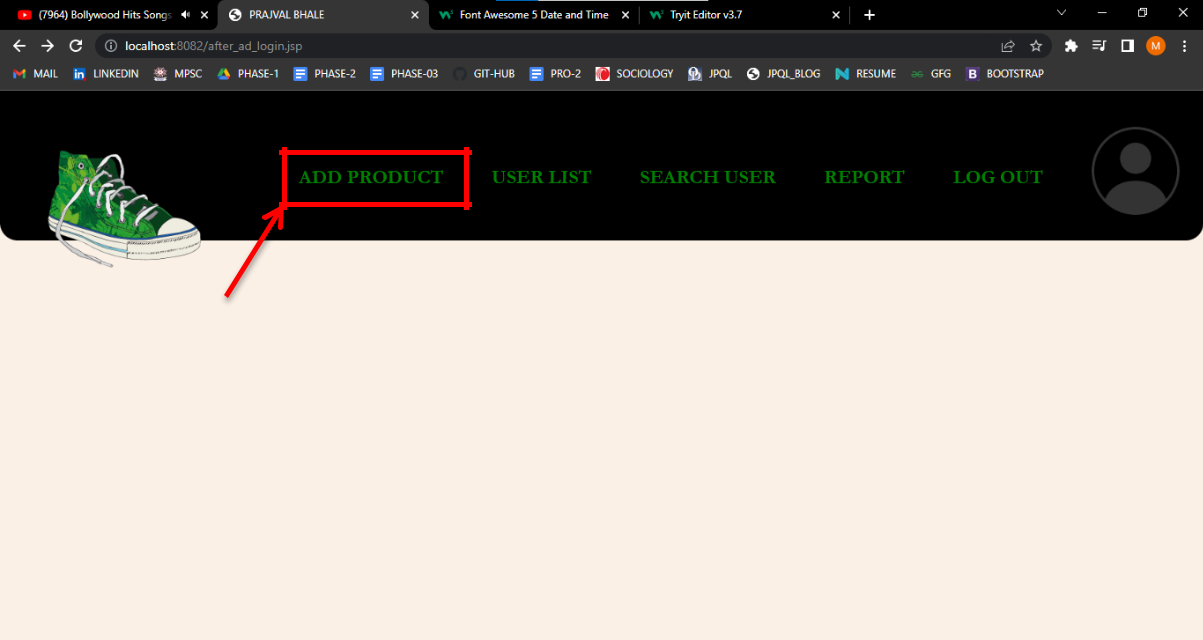 (7964) Bollywood Hits Songs
PRAJVAL BHALE
Font Awesome 5 Date and Time
Tryit Editor v3.7
localhost:8082/after_ad_login.jsp
M
MAIL
LINKEDIN
MPSC
PHASE-1
PHASE-2
PHASE-03
GIT-HUB
PRO-2
SOCIOLOGY
JPQL
JPQL_BLOG
RESUME
GFG
B BOOTSTRAP
ADD PRODUCT
USER LIST
SEARCH USER
REPORT
LOG OUT